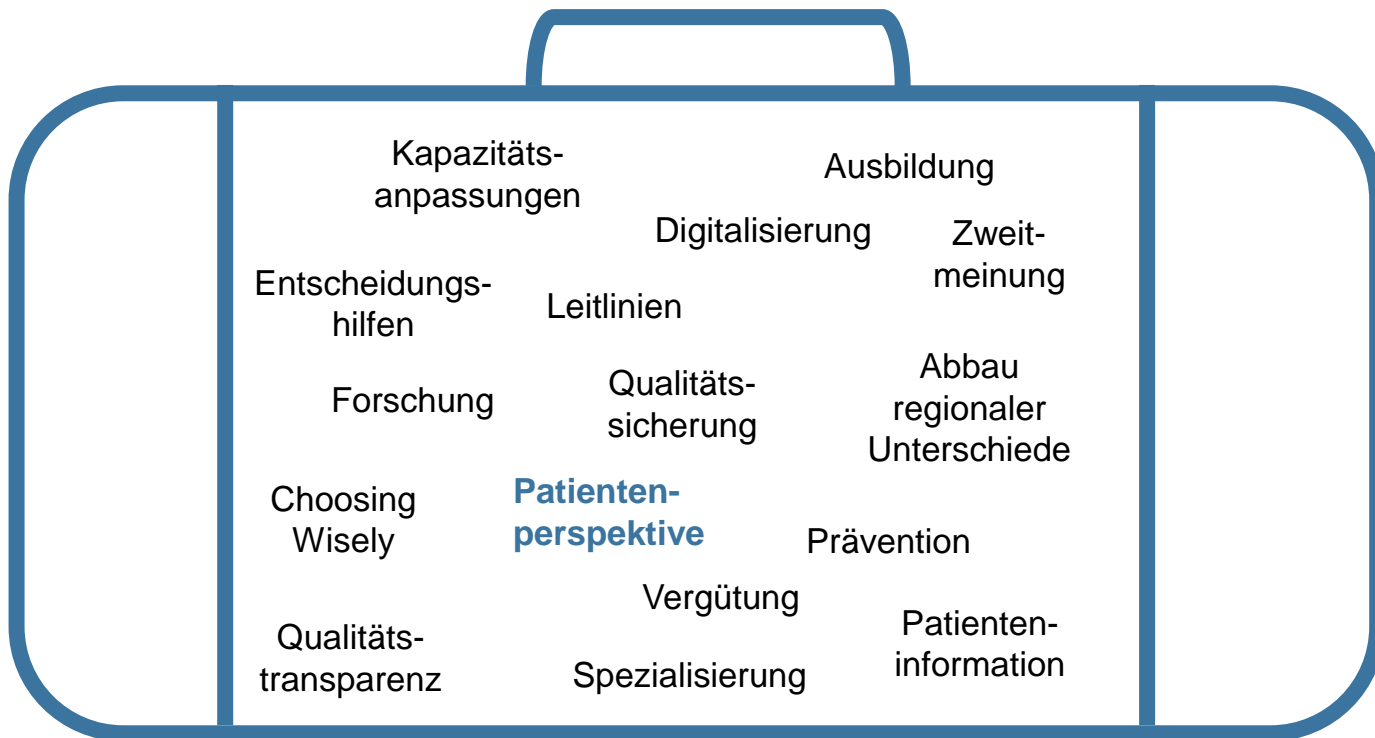 Kapazitäts-
anpassungen
Ausbildung
Digitalisierung
Zweit-
meinung
Entscheidungs-
hilfen
Leitlinien
Forschung
Qualitäts-
sicherung
Abbau
regionaler
Unterschiede
Choosing
Wisely
Patienten-
perspektive
Prävention
Vergütung
Qualitäts-
transparenz
Spezialisierung
Patienten-
information